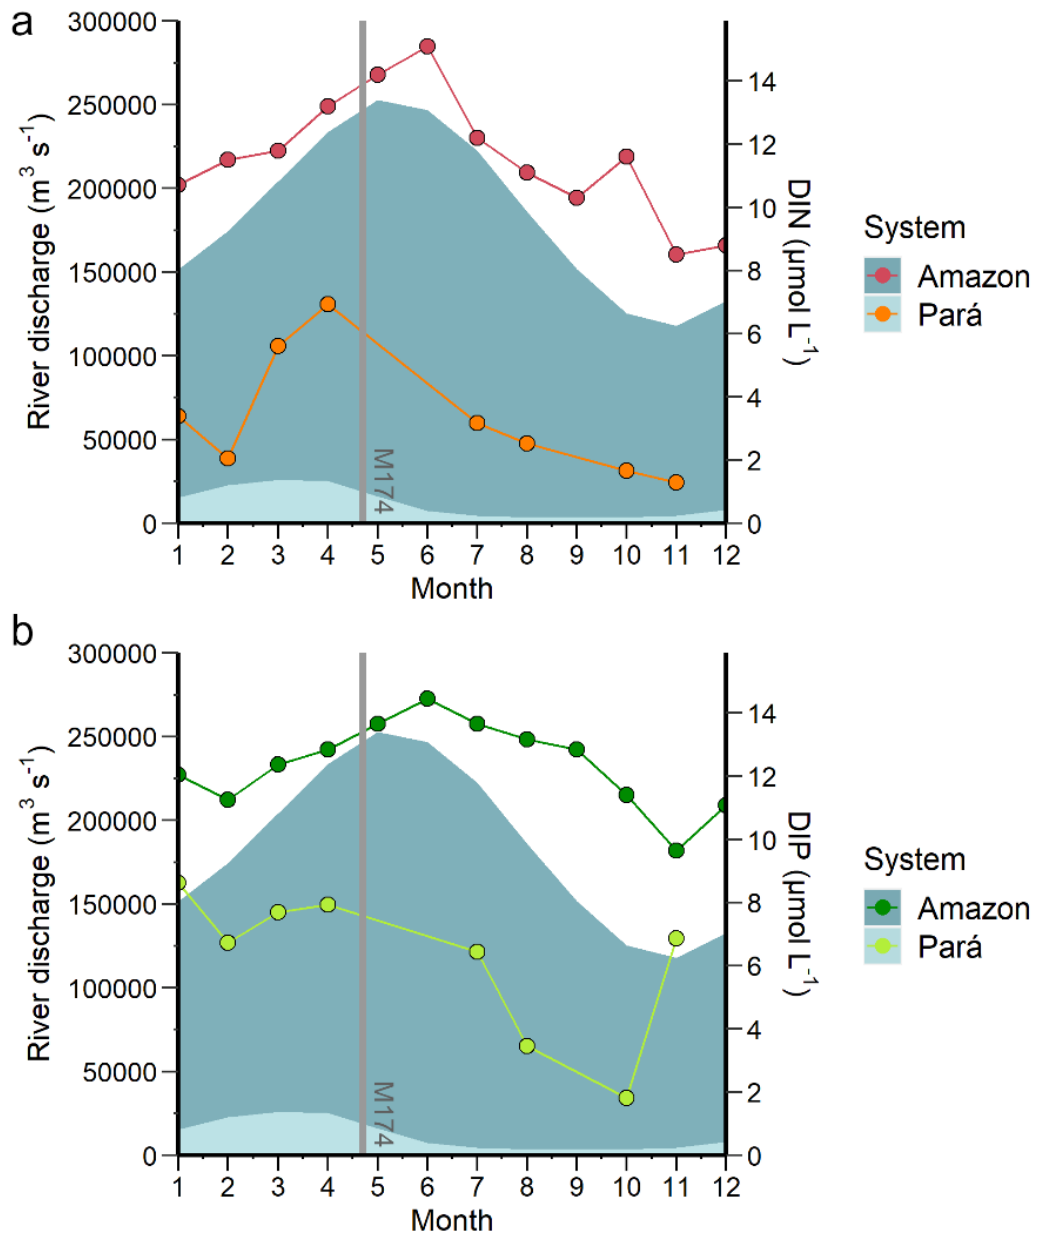 a
300000
250000
200000
150000
100000
50000
0
River discharge (m³ s⁻¹)
14
12
10
8
6
4
2
0
DIN (µmol L⁻¹)
M174
1 2 3 4 5 6 7 8 9 10 11 12
Month
System
Amazon
Pará
b
300000
250000
200000
150000
100000
50000
0
River discharge (m³ s⁻¹)
14
12
10
8
6
4
2
0
DIP (µmol L⁻¹)
M174
1 2 3 4 5 6 7 8 9 10 11 12
Month
System
Amazon
Pará